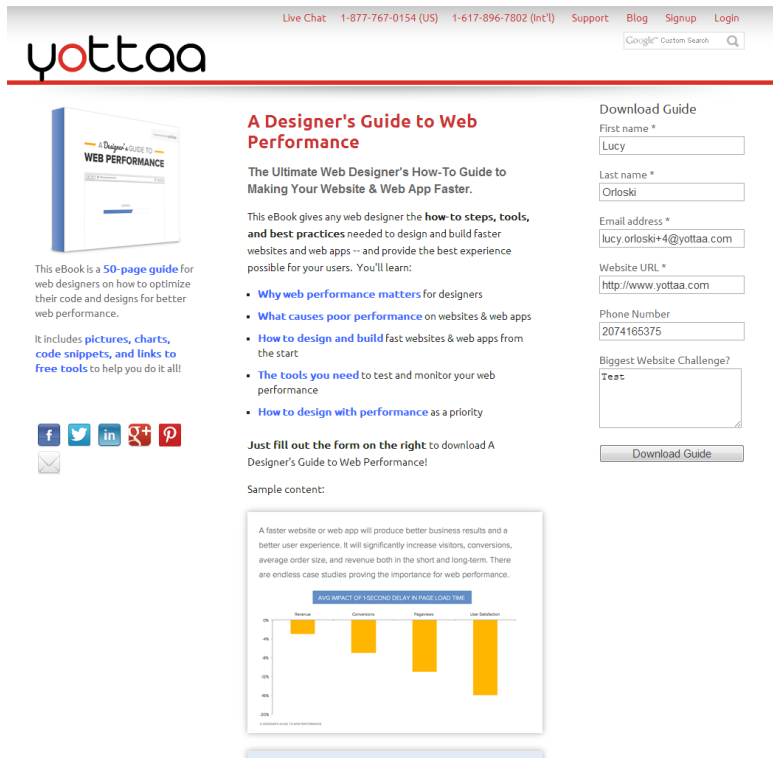 Live Chat 1-877-767-0154 (US) 1-617-896-7802 (Int'l) Support Blog Signup Login
Google™ Custom Search
yottaa
A Designer's GUIDE TO
WEB PERFORMANCE
This eBook is a 50-page guide for
web designers on how to optimize
their code and designs for better
web performance.
It includes pictures, charts,
code snippets, and links to
free tools to help you do it all!
A Designer's Guide to Web
Performance
The Ultimate Web Designer's How-To Guide to
Making Your Website & Web App Faster.
This eBook gives any web designer the how-to steps, tools,
and best practices needed to design and build faster
websites and web apps -- and provide the best experience
possible for your users. You'll learn:
Why web performance matters for designers
What causes poor performance on websites & web apps
How to design and build fast websites & web apps from
the start
The tools you need to test and monitor your web
performance
How to design with performance as a priority
Just fill out the form on the right to download A
Designer's Guide to Web Performance!
Sample content:
A faster website or web app will produce better business results and a
better user experience. It will significantly increase visitors, conversions,
average order size, and revenue both in the short and long-term. There
are endless case studies proving the importance for web performance.
AVG IMPACT OF 1-SECOND DELAY IN PAGE LOAD TIME
Revenue Conversions Pageviews User Satisfaction
0%
-4%
-8%
-12%
-16%
-20%
A DESIGNER'S GUIDE TO WEB PERFORMANCE
Download Guide
First name *
Lucy
Last name *
Orloski
Email address *
lucy.orloski+4@yottaa.com
Website URL *
http://www.yottaa.com
Phone Number
2074165375
Biggest Website Challenge?
Test
Download Guide